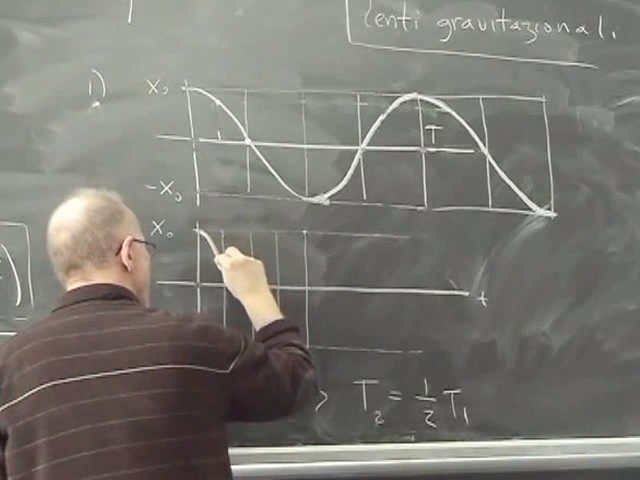 Lenti gravitazionali
1) X₀
T
-X₀
X₀
t
T₂ = 1/2 T₁